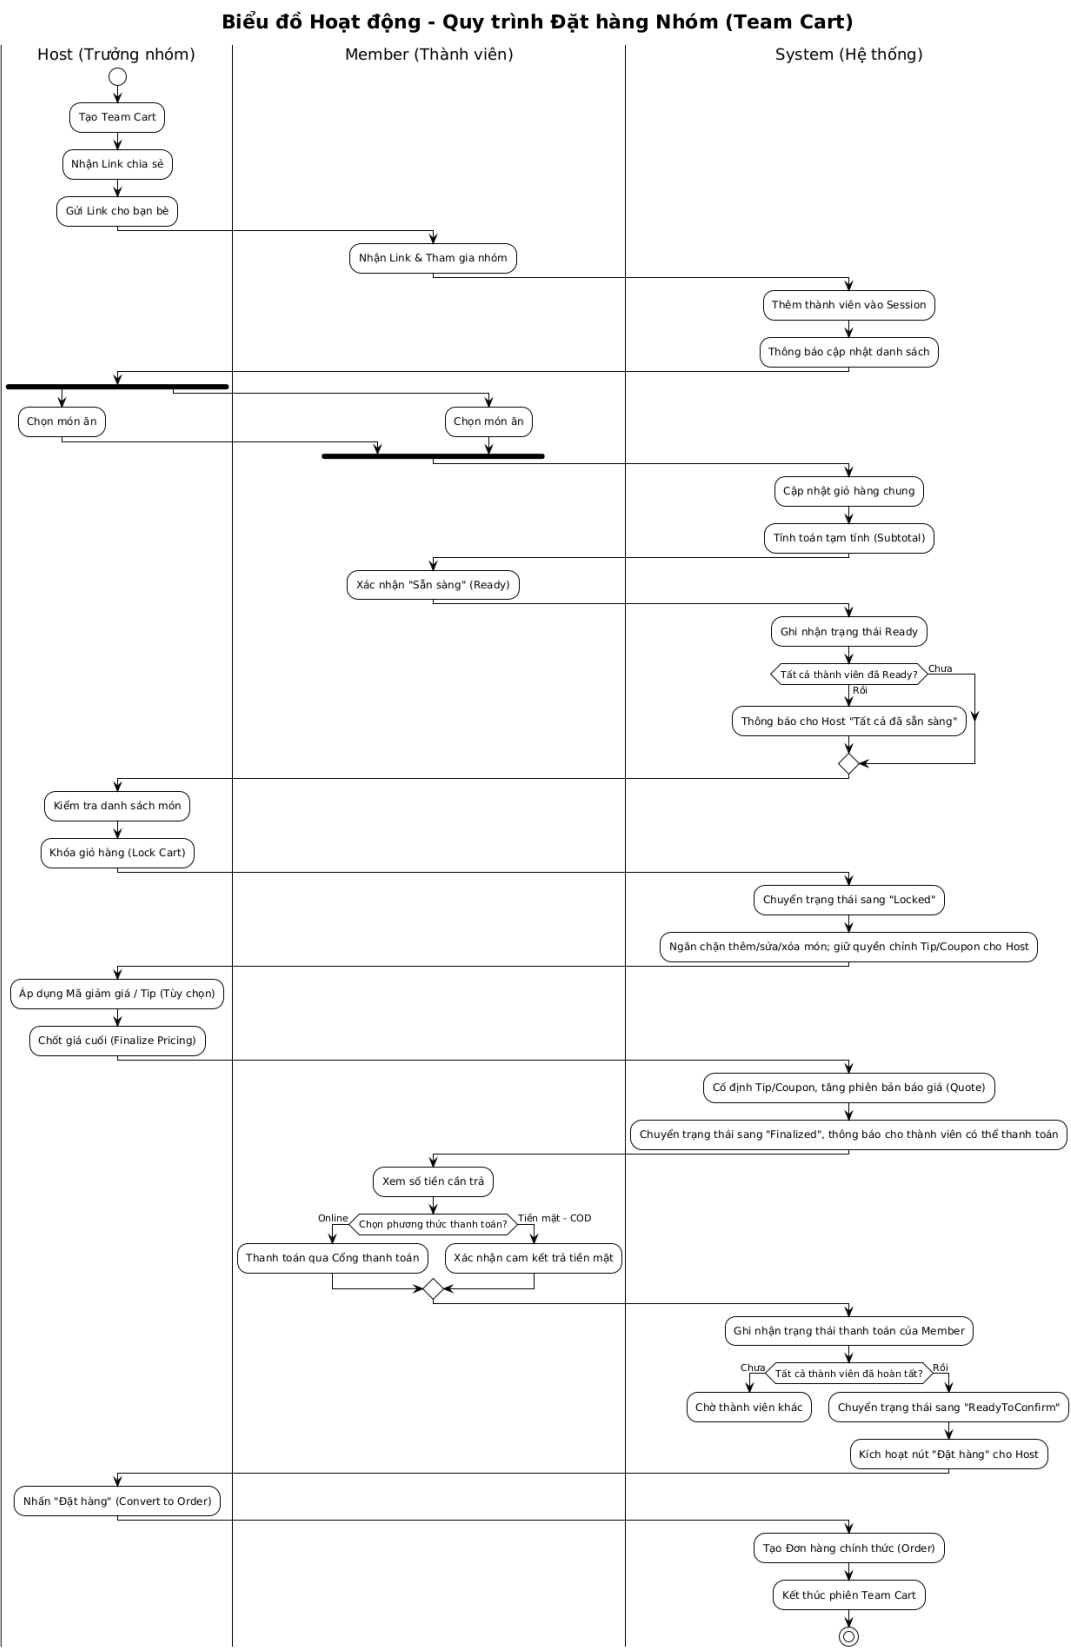 Biểu đồ Hoạt động - Quy trình Đặt hàng Nhóm (Team Cart)
Host (Trưởng nhóm)
Member (Thành viên)
System (Hệ thống)
Tạo Team Cart
Nhận Link chia sẻ
Gửi Link cho bạn bè
Nhận Link & Tham gia nhóm
Thêm thành viên vào Session
Thông báo cập nhật danh sách
Chọn món ăn
Chọn món ăn
Cập nhật giỏ hàng chung
Tính toán tạm tính (Subtotal)
Xác nhận "Sẵn sàng" (Ready)
Ghi nhận trạng thái Ready
Tất cả thành viên đã Ready?
Chưa
Rồi
Thông báo cho Host "Tất cả đã sẵn sàng"
Kiểm tra danh sách món
Khóa giỏ hàng (Lock Cart)
Chuyển trạng thái sang "Locked"
Ngăn chặn thêm/sửa/xóa món; giữ quyền chỉnh Tip/Coupon cho Host
Áp dụng Mã giảm giá / Tip (Tùy chọn)
Chốt giá cuối (Finalize Pricing)
Cố định Tip/Coupon, tăng phiên bản báo giá (Quote)
Chuyển trạng thái sang "Finalized", thông báo cho thành viên có thể thanh toán
Xem số tiền cần trả
Online
Chọn phương thức thanh toán?
Tiền mặt - COD
Thanh toán qua Cổng thanh toán
Xác nhận cam kết trả tiền mặt
Ghi nhận trạng thái thanh toán của Member
Chưa
Tất cả thành viên đã hoàn tất?
Rồi
Chờ thành viên khác
Chuyển trạng thái sang "ReadyToConfirm"
Kích hoạt nút "Đặt hàng" cho Host
Nhấn "Đặt hàng" (Convert to Order)
Tạo Đơn hàng chính thức (Order)
Kết thúc phiên Team Cart